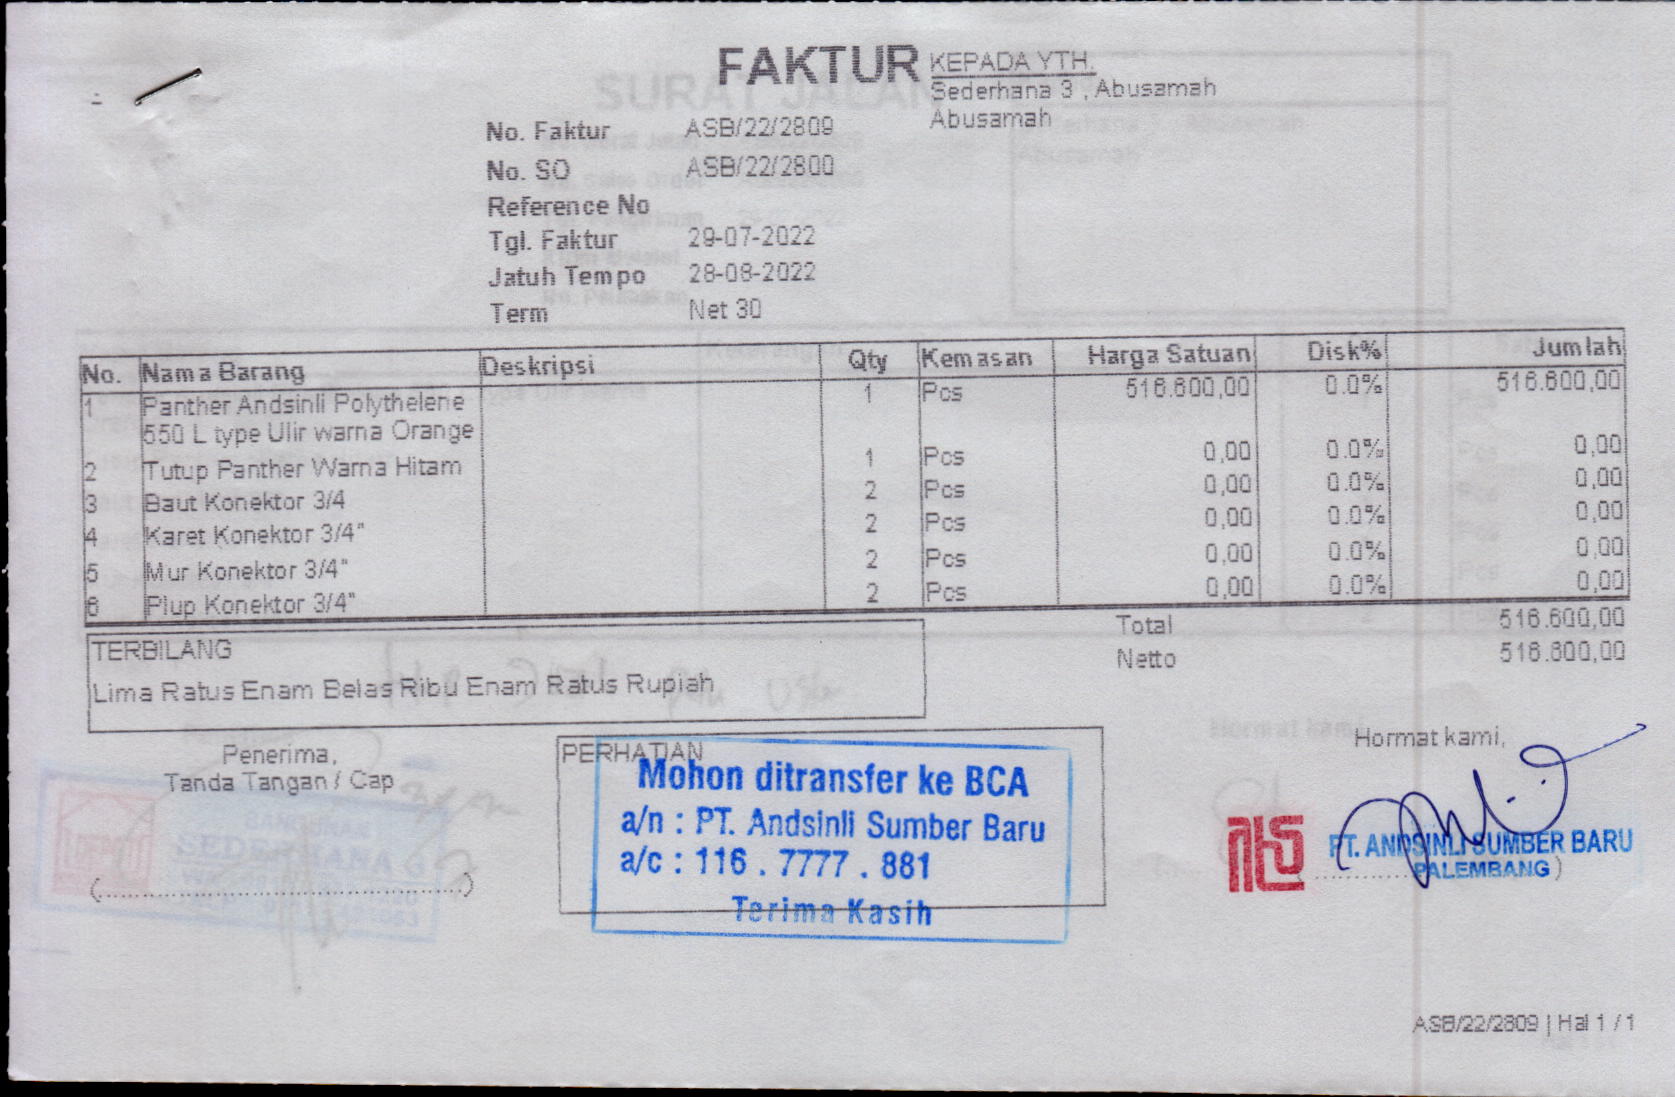 FAKTUR
KEPADA YTH.
Sederhana 3 , Abusamah
Abusamah
SURAT JALAN
No. Faktur ASB/22/2809
No. SO ASB/22/2800
Reference No
Tgl. Faktur 29-07-2022
Jatuh Tempo 28-08-2022
Term Net 30
No. Nama Barang Deskripsi Qty Kemasan Harga Satuan Disk% Jumlah
1 Panther Andsinli Polythelene 1 Pcs 516.600,00 0.0% 516.600,00
550 L type Ulir warna Orange
2 Tutup Panther Warna Hitam 1 Pcs 0,00 0.0% 0,00
3 Baut Konektor 3/4 2 Pcs 0,00 0.0% 0,00
4 Karet Konektor 3/4" 2 Pcs 0,00 0.0% 0,00
5 Mur Konektor 3/4" 2 Pcs 0,00 0.0% 0,00
6 Plup Konektor 3/4" 2 Pcs 0,00 0.0% 0,00
Total 516.600,00
Netto 516.600,00
TERBILANG
Lima Ratus Enam Belas Ribu Enam Ratus Rupiah
Penerima,
Tanda Tangan / Cap
(..............................)
BANGUNAN
SEDERHANA
PERHATIAN
Mohon ditransfer ke BCA
a/n : PT. Andsinli Sumber Baru
a/c : 116 . 7777 . 881
Terima Kasih
Hormat kami,
PT. ANDSINLI SUMBER BARU
PALEMBANG )
ASB/22/2809 | Hal 1 / 1